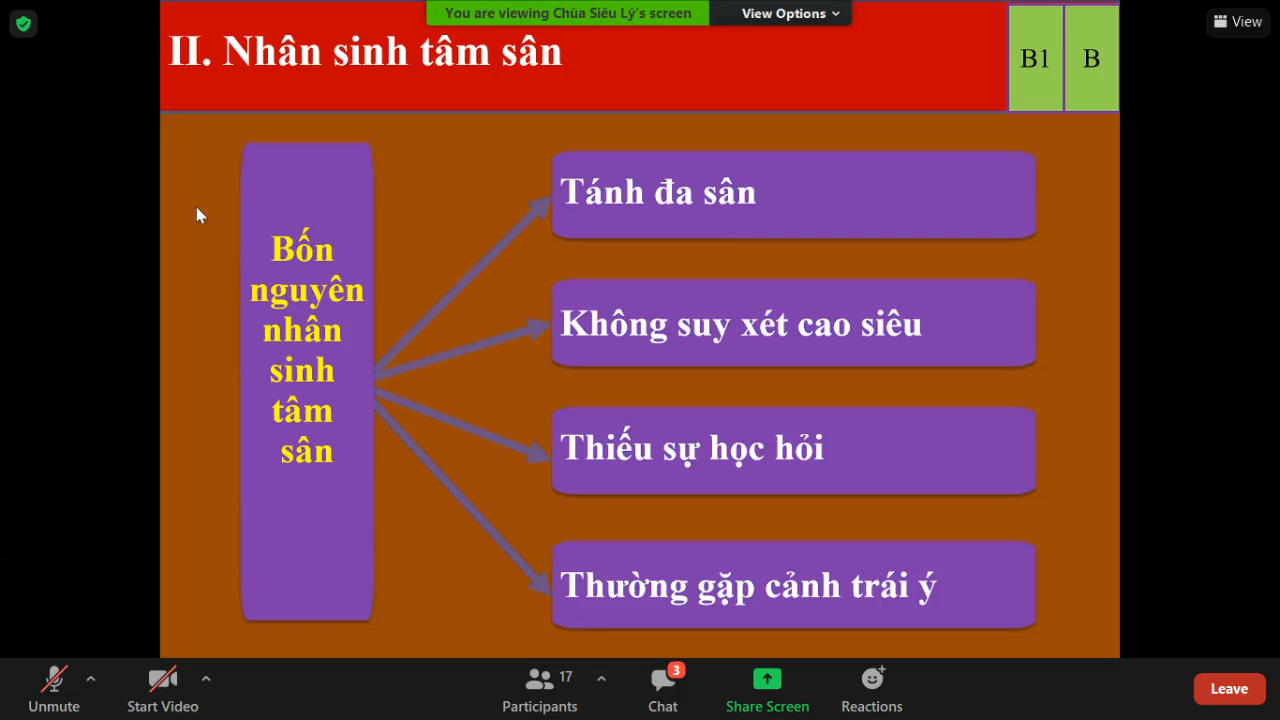 You are viewing Chùa Siêu Lý's screen
View Options
View
II. Nhân sinh tâm sân
B1
B
Bốn
nguyên
nhân
sinh
tâm
sân
Tánh đa sân
Không suy xét cao siêu
Thiếu sự học hỏi
Thường gặp cảnh trái ý
Unmute
Start Video
17
Participants
3
Chat
Share Screen
Reactions
Leave